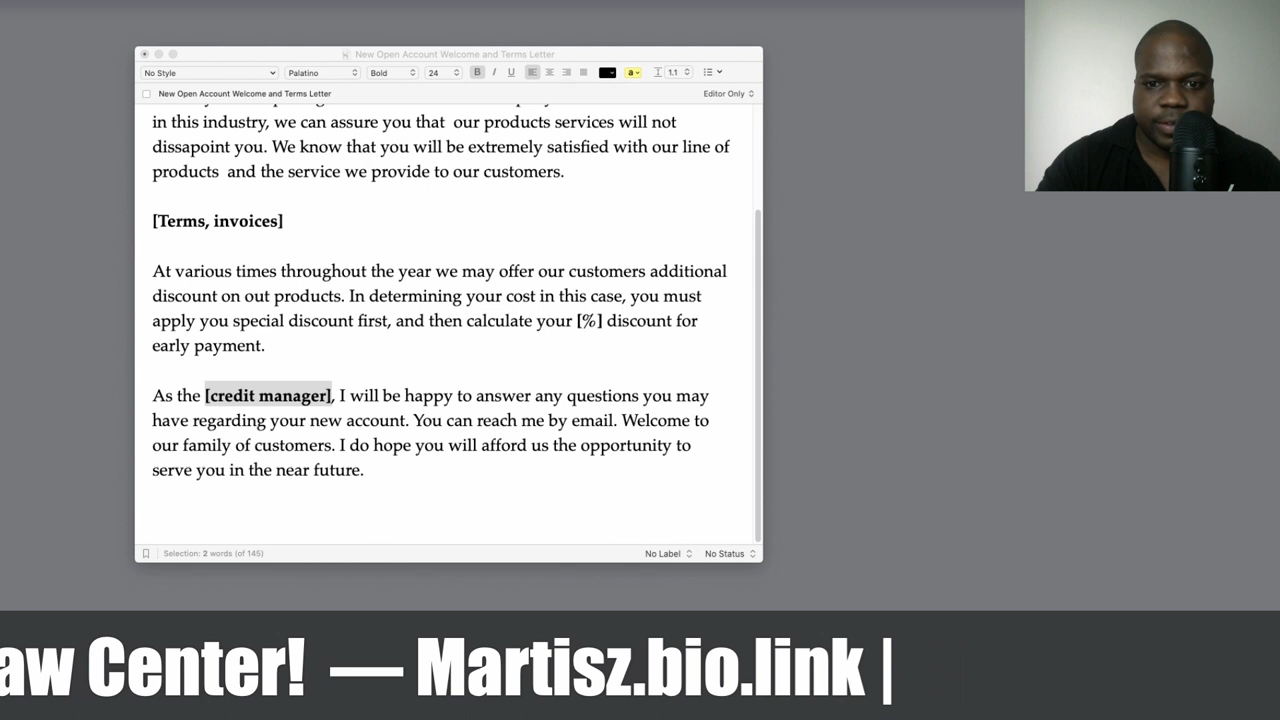 New Open Account Welcome and Terms Letter
No Style Palatino Bold 24 B I U a 1.1
New Open Account Welcome and Terms Letter Editor Only
in this industry, we can assure you that our products services will not
dissapoint you. We know that you will be extremely satisfied with our line of
products and the service we provide to our customers.
[Terms, invoices]
At various times throughout the year we may offer our customers additional
discount on out products. In determining your cost in this case, you must
apply you special discount first, and then calculate your [%] discount for
early payment.
As the [credit manager], I will be happy to answer any questions you may
have regarding your new account. You can reach me by email. Welcome to
our family of customers. I do hope you will afford us the opportunity to
serve you in the near future.
Selection: 2 words (of 145) No Label No Status
aw Center! — Martisz.bio.link |